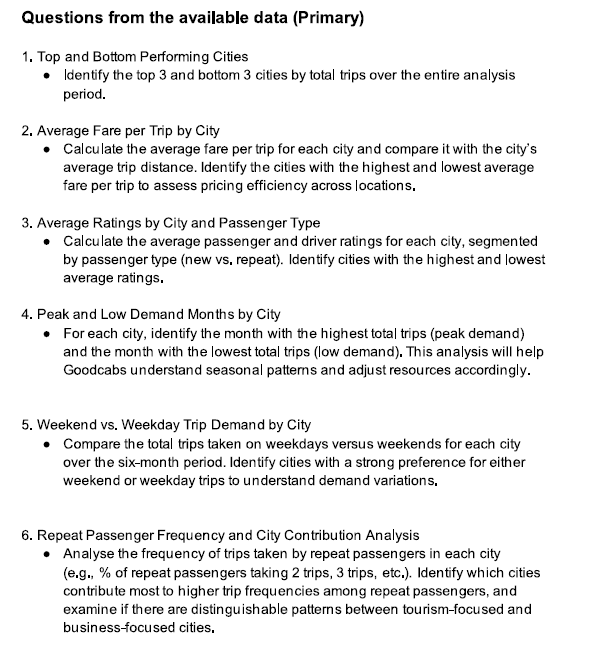 Questions from the available data (Primary)
1. Top and Bottom Performing Cities
● Identify the top 3 and bottom 3 cities by total trips over the entire analysis
period.
2. Average Fare per Trip by City
● Calculate the average fare per trip for each city and compare it with the city's
average trip distance. Identify the cities with the highest and lowest average
fare per trip to assess pricing efficiency across locations.
3. Average Ratings by City and Passenger Type
● Calculate the average passenger and driver ratings for each city, segmented
by passenger type (new vs. repeat). Identify cities with the highest and lowest
average ratings.
4. Peak and Low Demand Months by City
● For each city, identify the month with the highest total trips (peak demand)
and the month with the lowest total trips (low demand). This analysis will help
Goodcabs understand seasonal patterns and adjust resources accordingly.
5. Weekend vs. Weekday Trip Demand by City
● Compare the total trips taken on weekdays versus weekends for each city
over the six-month period. Identify cities with a strong preference for either
weekend or weekday trips to understand demand variations.
6. Repeat Passenger Frequency and City Contribution Analysis
● Analyse the frequency of trips taken by repeat passengers in each city
(e.g., % of repeat passengers taking 2 trips, 3 trips, etc.). Identify which cities
contribute most to higher trip frequencies among repeat passengers, and
examine if there are distinguishable patterns between tourism-focused and
business-focused cities.